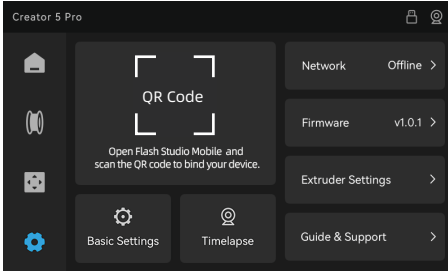 Creator 5 Pro
QR Code
Open Flash Studio Mobile and
scan the QR code to bind your device.
Basic Settings
Timelapse
Network Offline >
Firmware v1.0.1 >
Extruder Settings >
Guide & Support >